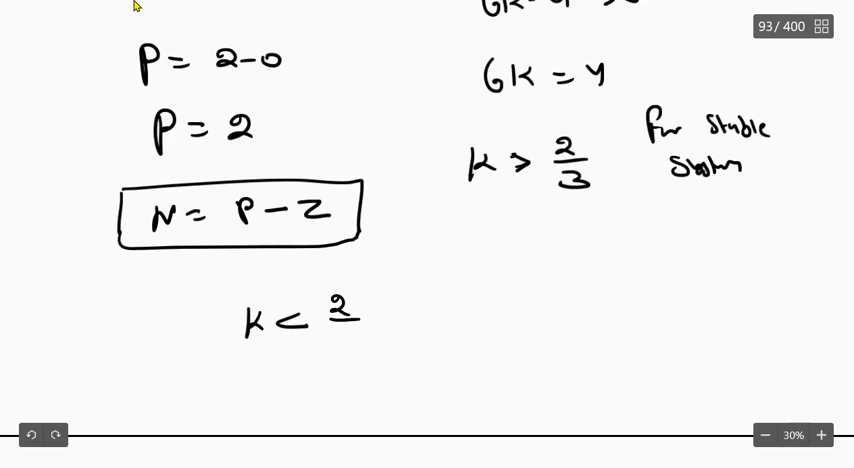 P = 2-0
P = 2
N = P - Z
K < 2
6K = 4
K > 2/3
For stable
System
93/ 400
30%